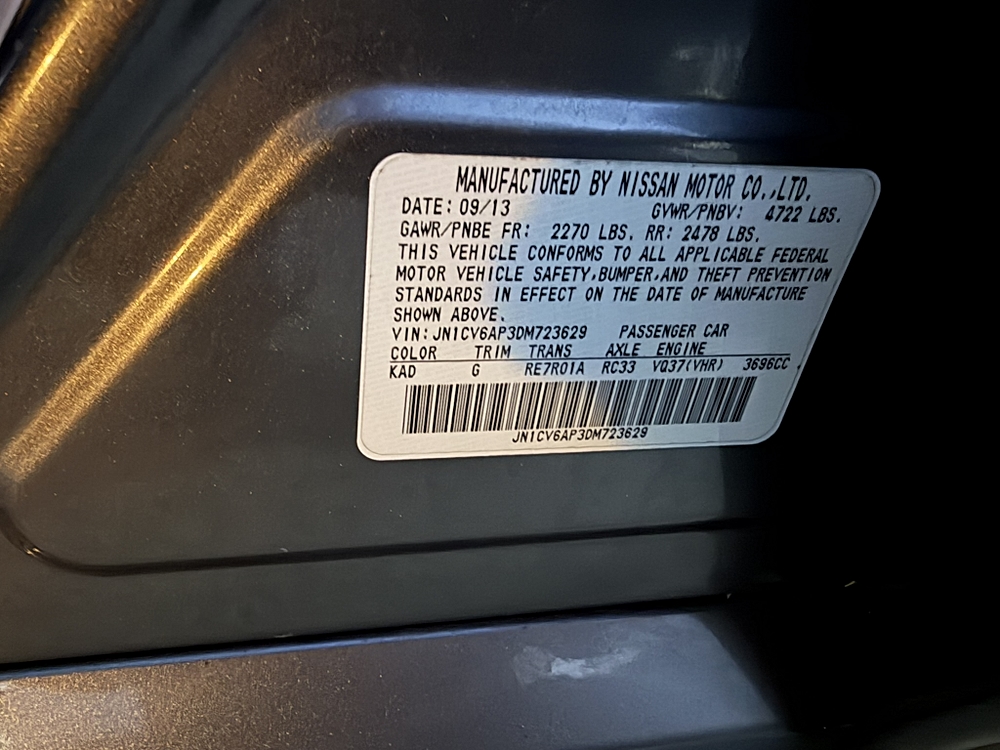 MANUFACTURED BY NISSAN MOTOR CO.,LTD.
DATE: 09/13 GVWR/PNBV: 4722 LBS.
GAWR/PNBE FR: 2270 LBS. RR: 2478 LBS.
THIS VEHICLE CONFORMS TO ALL APPLICABLE FEDERAL
MOTOR VEHICLE SAFETY,BUMPER,AND THEFT PREVENTION
STANDARDS IN EFFECT ON THE DATE OF MANUFACTURE
SHOWN ABOVE.
VIN:JN1CV6AP3DM723629 PASSENGER CAR
COLOR TRIM TRANS AXLE ENGINE
KAD G RE7R01A RC33 VQ37(VHR) 3696CC
JN1CV6AP3DM723629